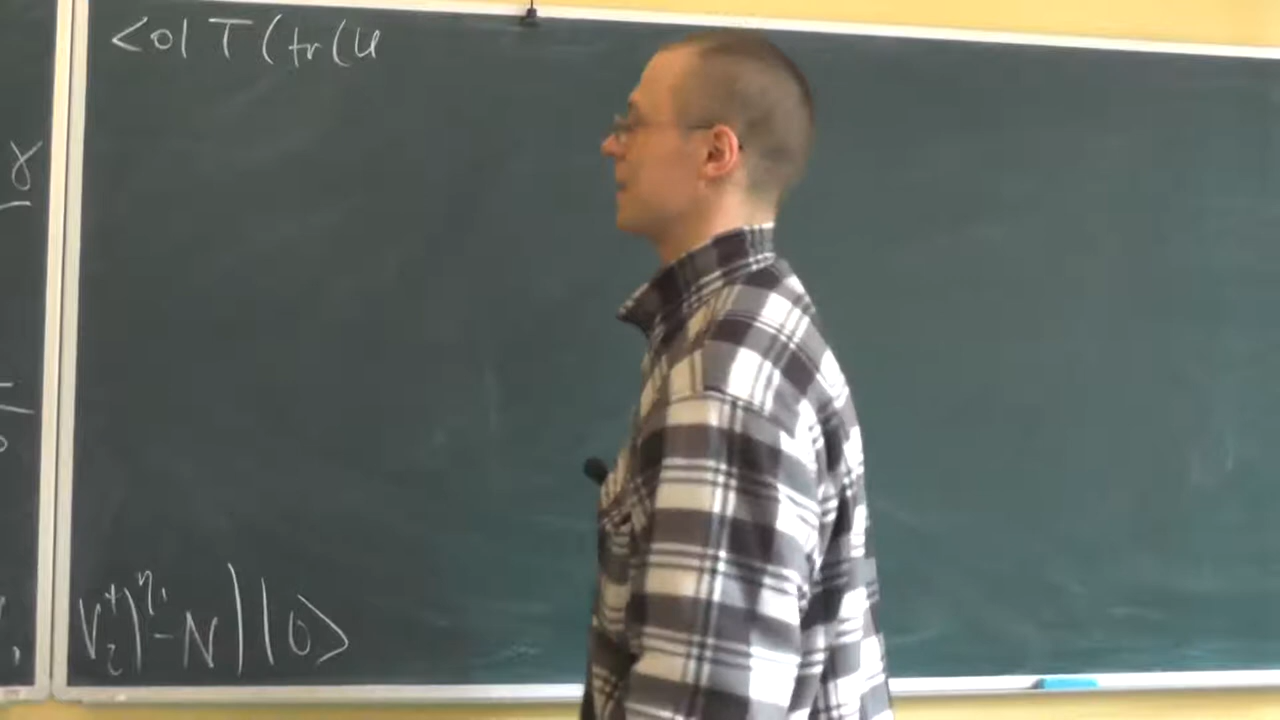 <0| T (tr(U
γ
V₂⁺)^η₁ - N) |0>